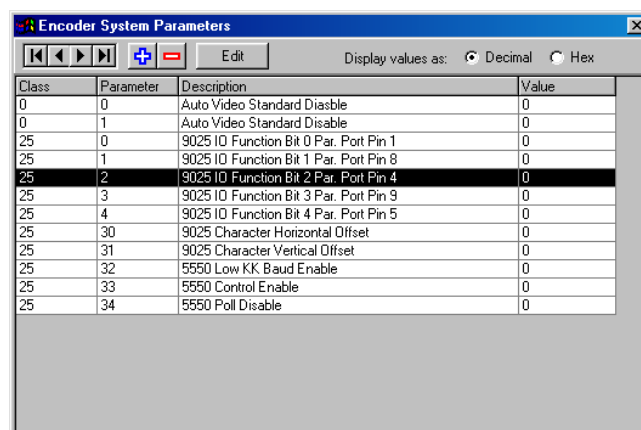 Encoder System Parameters
Edit Display values as: Decimal Hex
Class Parameter Description Value
0 0 Auto Video Standard Diasble 0
0 1 Auto Video Standard Disable 0
25 0 9025 IO Function Bit 0 Par. Port Pin 1 0
25 1 9025 IO Function Bit 1 Par. Port Pin 8 0
25 2 9025 IO Function Bit 2 Par. Port Pin 4 0
25 3 9025 IO Function Bit 3 Par. Port Pin 9 0
25 4 9025 IO Function Bit 4 Par. Port Pin 5 0
25 30 9025 Character Horizontal Offset 0
25 31 9025 Character Vertical Offset 0
25 32 5550 Low KK Baud Enable 0
25 33 5550 Control Enable 0
25 34 5550 Poll Disable 0